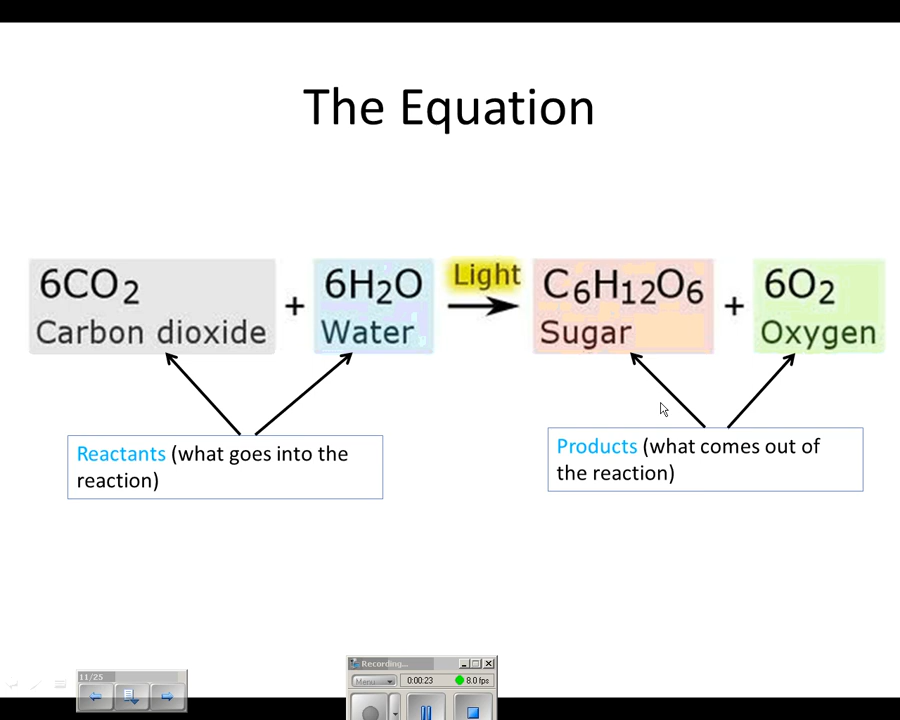 The Equation
6CO₂ + 6H₂O Light C₆H₁₂O₆ + 6O₂
Carbon dioxide Water Sugar Oxygen
Reactants (what goes into the
reaction)
Products (what comes out of
the reaction)
11/25
Recording...
Menu 0:00:23 8.0 fps